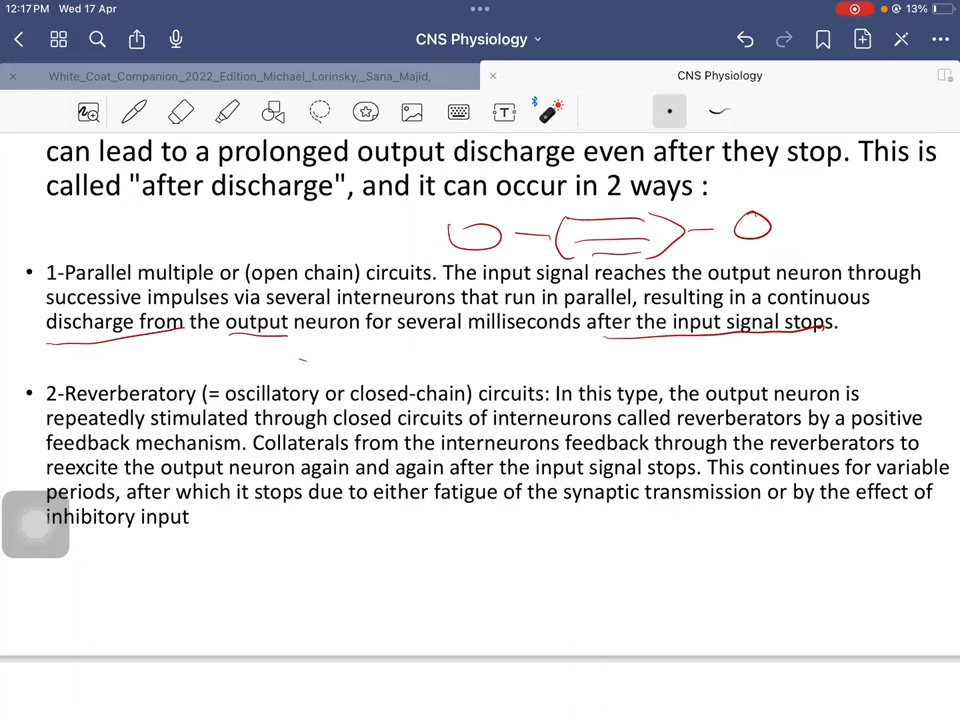 12:17 PM Wed 17 Apr
13%
CNS Physiology
White_Coat_Companion_2022_Edition_Michael_Lorinsky,_Sana_Majid,
CNS Physiology
can lead to a prolonged output discharge even after they stop. This is
called "after discharge", and it can occur in 2 ways :
• 1-Parallel multiple or (open chain) circuits. The input signal reaches the output neuron through
successive impulses via several interneurons that run in parallel, resulting in a continuous
discharge from the output neuron for several milliseconds after the input signal stops.
• 2-Reverberatory (= oscillatory or closed-chain) circuits: In this type, the output neuron is
repeatedly stimulated through closed circuits of interneurons called reverberators by a positive
feedback mechanism. Collaterals from the interneurons feedback through the reverberators to
reexcite the output neuron again and again after the input signal stops. This continues for variable
periods, after which it stops due to either fatigue of the synaptic transmission or by the effect of
inhibitory input